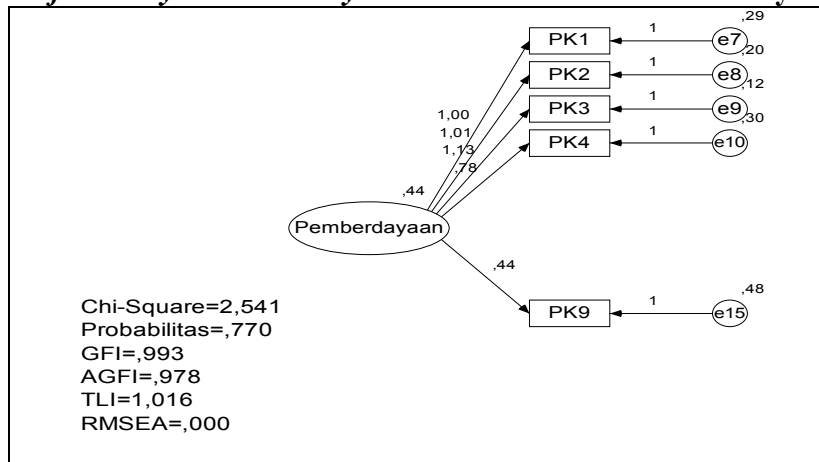 ,29
PK1
1
e7
,20
PK2
1
e8
,12
PK3
1
e9
,30
PK4
1
e10
1,00
1,01
1,13
,78
,44
Pemberdayaan
,44
,48
PK9
1
e15
Chi-Square=2,541
Probabilitas=,770
GFI=,993
AGFI=,978
TLI=1,016
RMSEA=,000